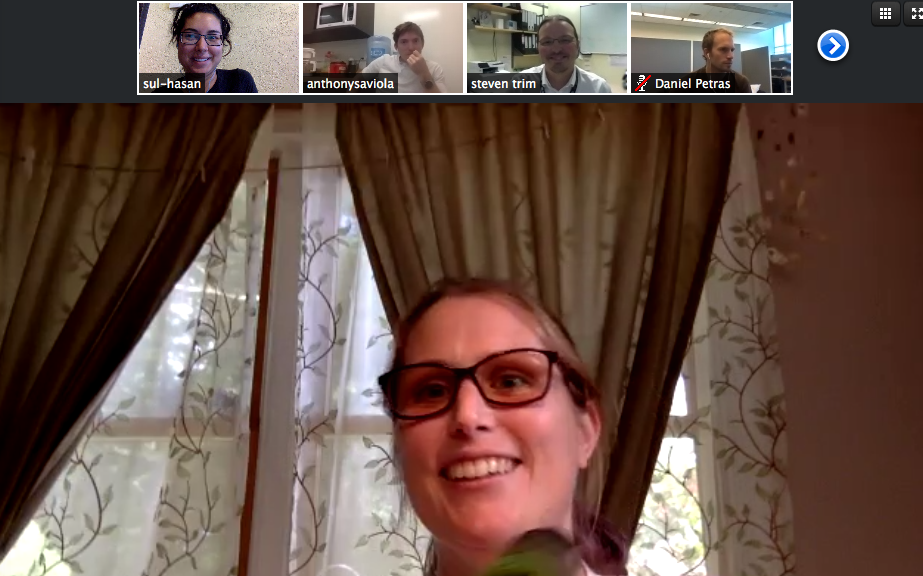 sul-hasan
anthonysaviola
steven trim
Daniel Petras